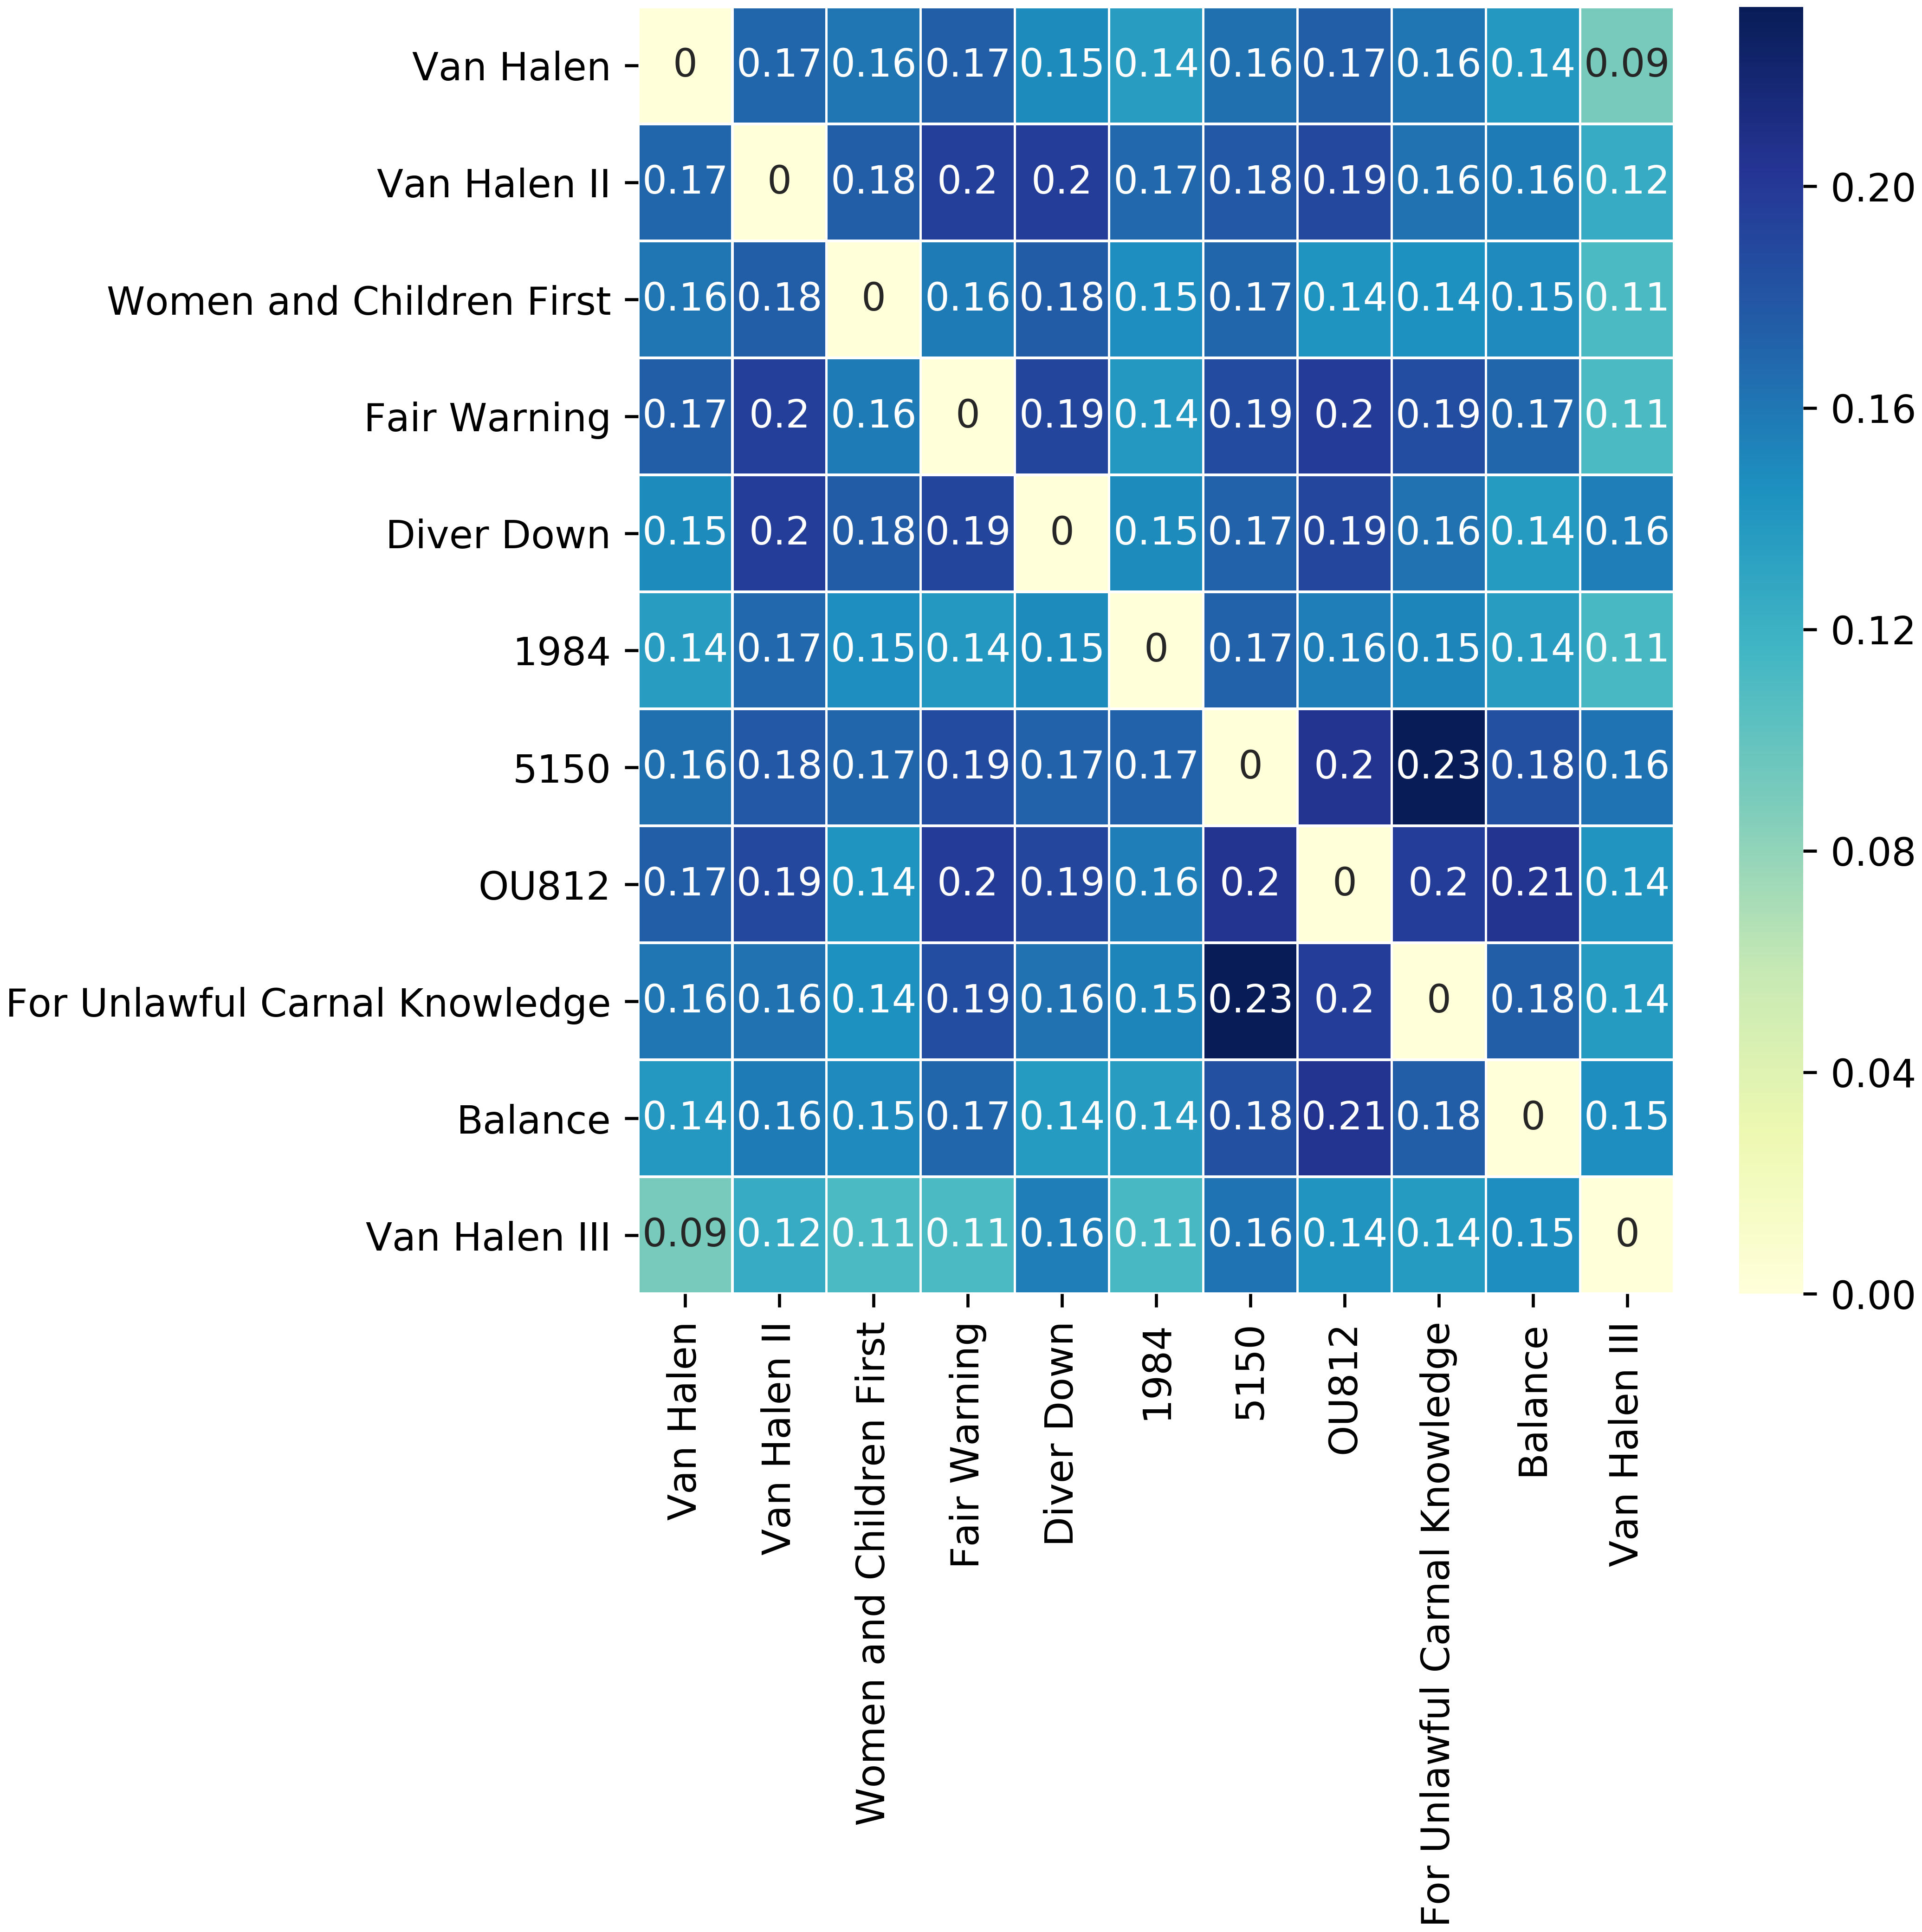 Van Halen 0 0.17 0.16 0.17 0.15 0.14 0.16 0.17 0.16 0.14 0.09
Van Halen II 0.17 0 0.18 0.2 0.2 0.17 0.18 0.19 0.16 0.16 0.12
Women and Children First 0.16 0.18 0 0.16 0.18 0.15 0.17 0.14 0.14 0.15 0.11
Fair Warning 0.17 0.2 0.16 0 0.19 0.14 0.19 0.2 0.19 0.17 0.11
Diver Down 0.15 0.2 0.18 0.19 0 0.15 0.17 0.19 0.16 0.14 0.16
1984 0.14 0.17 0.15 0.14 0.15 0 0.17 0.16 0.15 0.14 0.11
5150 0.16 0.18 0.17 0.19 0.17 0.17 0 0.2 0.23 0.18 0.16
OU812 0.17 0.19 0.14 0.2 0.19 0.16 0.2 0 0.2 0.21 0.14
For Unlawful Carnal Knowledge 0.16 0.16 0.14 0.19 0.16 0.15 0.23 0.2 0 0.18 0.14
Balance 0.14 0.16 0.15 0.17 0.14 0.14 0.18 0.21 0.18 0 0.15
Van Halen III 0.09 0.12 0.11 0.11 0.16 0.11 0.16 0.14 0.14 0.15 0
Van Halen
Van Halen II
Women and Children First
Fair Warning
Diver Down
1984
5150
OU812
For Unlawful Carnal Knowledge
Balance
Van Halen III
0.20
0.16
0.12
0.08
0.04
0.00